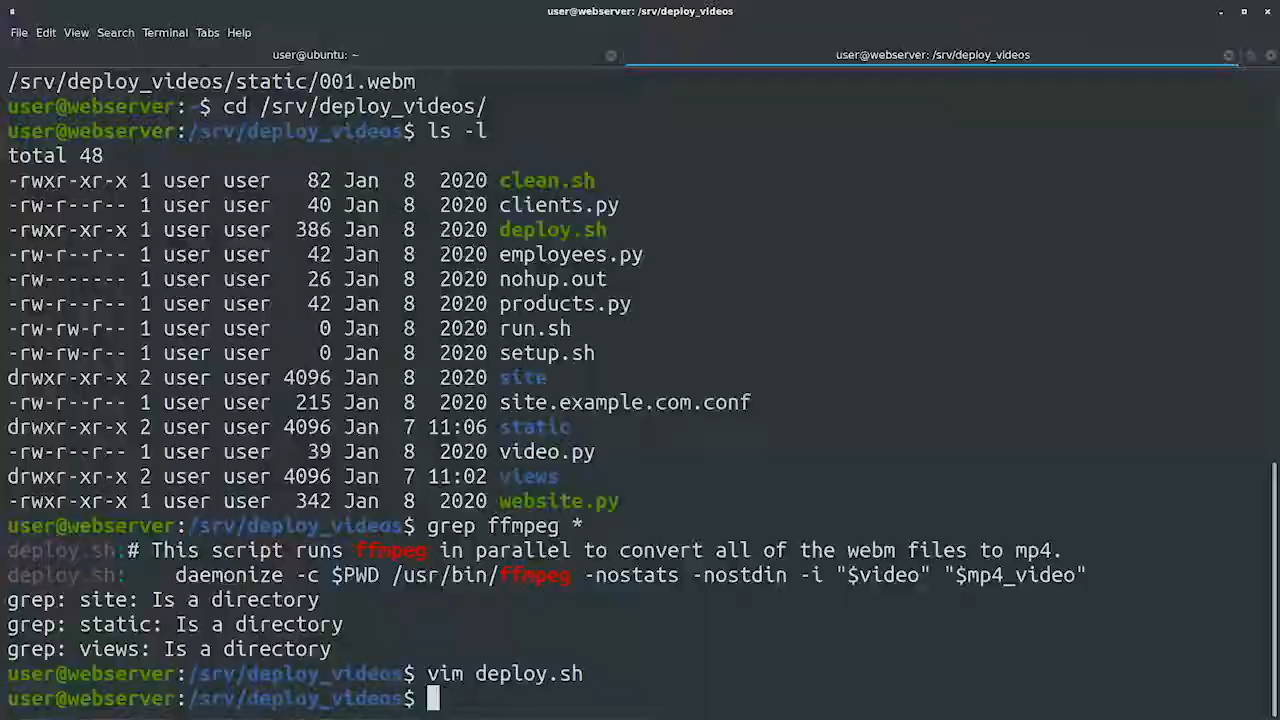 user@webserver: /srv/deploy_videos
File Edit View Search Terminal Tabs Help
user@ubuntu: ~
user@webserver: /srv/deploy_videos
/srv/deploy_videos/static/001.webm
user@webserver:~$ cd /srv/deploy_videos/
user@webserver:/srv/deploy_videos$ ls -l
total 48
-rwxr-xr-x 1 user user   82 Jan  8  2020 clean.sh
-rw-r--r-- 1 user user   40 Jan  8  2020 clients.py
-rwxr-xr-x 1 user user  386 Jan  8  2020 deploy.sh
-rw-r--r-- 1 user user   42 Jan  8  2020 employees.py
-rw------- 1 user user   26 Jan  8  2020 nohup.out
-rw-r--r-- 1 user user   42 Jan  8  2020 products.py
-rw-rw-r-- 1 user user    0 Jan  8  2020 run.sh
-rw-rw-r-- 1 user user    0 Jan  8  2020 setup.sh
drwxr-xr-x 2 user user 4096 Jan  8  2020 site
-rw-r--r-- 1 user user  215 Jan  8  2020 site.example.com.conf
drwxr-xr-x 2 user user 4096 Jan  7 11:06 static
-rw-r--r-- 1 user user   39 Jan  8  2020 video.py
drwxr-xr-x 2 user user 4096 Jan  7 11:02 views
-rwxr-xr-x 1 user user  342 Jan  8  2020 website.py
user@webserver:/srv/deploy_videos$ grep ffmpeg *
deploy.sh:# This script runs ffmpeg in parallel to convert all of the webm files to mp4.
deploy.sh:    daemonize -c $PWD /usr/bin/ffmpeg -nostats -nostdin -i "$video" "$mp4_video"
grep: site: Is a directory
grep: static: Is a directory
grep: views: Is a directory
user@webserver:/srv/deploy_videos$ vim deploy.sh
user@webserver:/srv/deploy_videos$